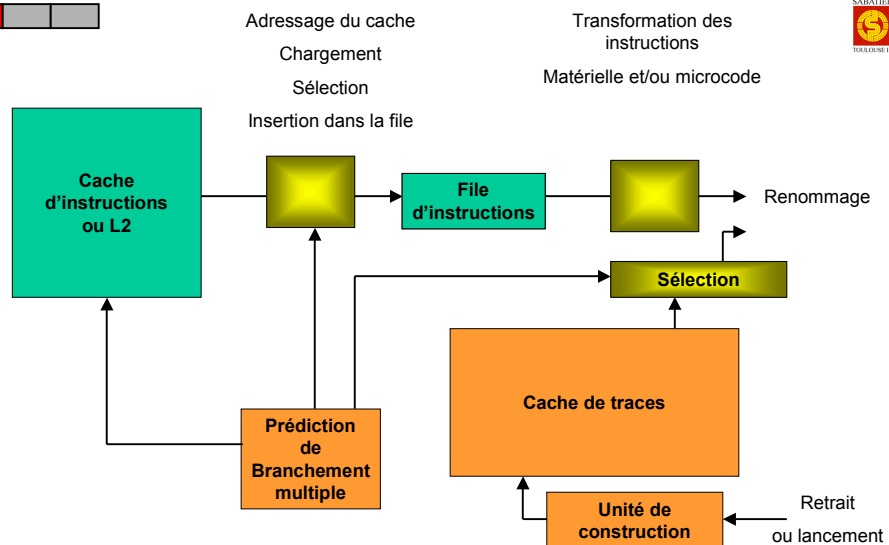 Adressage du cache
Chargement
Sélection
Insertion dans la file
Transformation des
instructions
Matérielle et/ou microcode
SABATIER
TOULOUSE
Cache
d'instructions
ou L2
File
d'instructions
Renommage
Sélection
Cache de traces
Prédiction
de
Branchement
multiple
Unité de
construction
Retrait
ou lancement